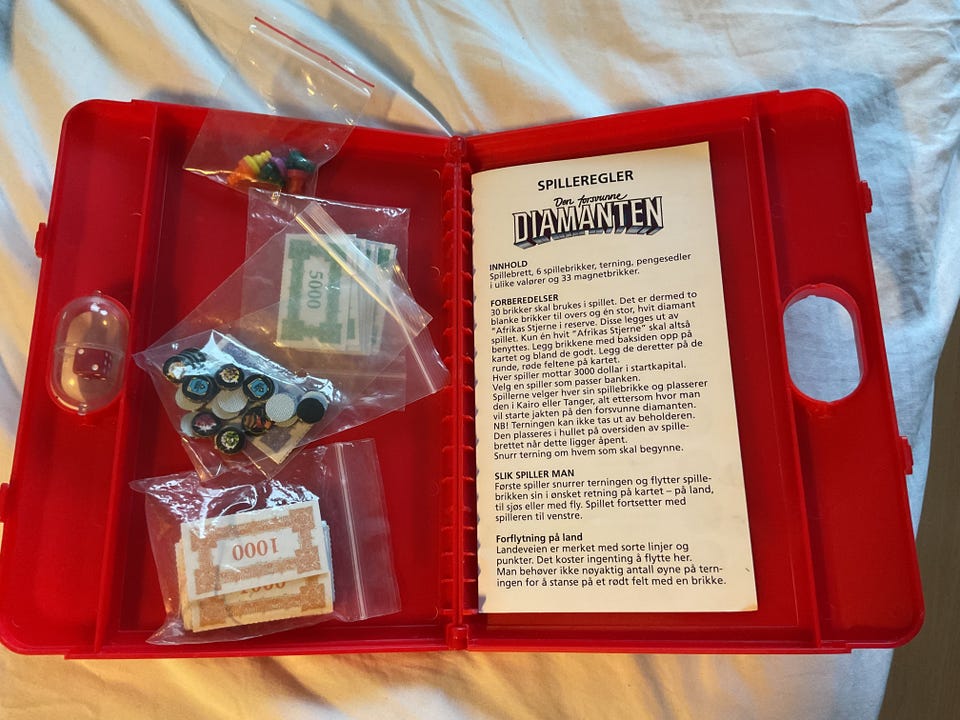 SPILLEREGLER
Den forsvunne
DIAMANTEN
INNHOLD
Spillebrett, 6 spillebrikker, terning, pengesedler
i ulike valører og 33 magnetbrikker.
FORBEREDELSER
30 brikker skal brukes i spillet. Det er dermed to
blanke brikker til overs og én stor, hvit diamant
"Afrikas Stjerne i reserve. Disse legges ut av
spillet. Kun én hvit "Afrikas Stjerne" skal altså
benyttes. Legg brikkene med baksiden opp på
kartet og bland de godt. Legg de deretter på de
runde, røde feltene på kartet.
Hver spiller mottar 3000 dollar i startkapital.
Velg en spiller som passer banken.
Spillerne velger hver sin spillebrikke og plasserer
den i Kairo eller Tanger, alt ettersom hvor man
vil starte jakten på den forsvunne diamanten.
NB! Terningen kan ikke tas ut av beholderen.
Den plasseres i hullet på oversiden av spille-
brettet når dette ligger åpent.
Snurr terning om hvem som skal begynne.
SLIK SPILLER MAN
Første spiller snurrer terningen og flytter spille-
brikken sin i ønsket retning på kartet – på land,
til sjøs eller med fly. Spillet fortsetter med
spilleren til venstre.
Forflytning på land
Landeveien er merket med sorte linjer og
punkter. Det koster ingenting å flytte her.
Man behøver ikke nøyaktig antall øyne på tern-
ingen for å stanse på et rødt felt med en brikke.
5000
1000
1000